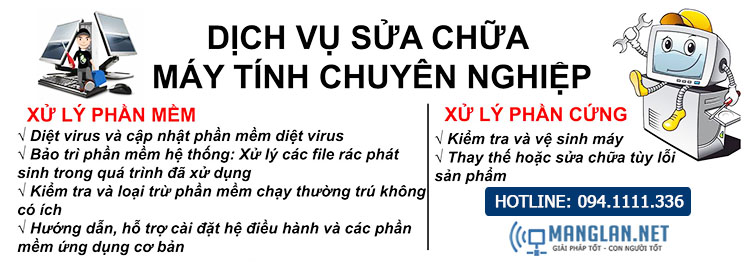 DỊCH VỤ SỬA CHỮA
MÁY TÍNH CHUYÊN NGHIỆP
XỬ LÝ PHẦN MỀM
√ Diệt virus và cập nhật phần mềm diệt virus
√ Bảo trì phần mềm hệ thống: Xử lý các file rác phát
sinh trong quá trình đã xử dụng
√ Kiểm tra và loại trừ phần mềm chạy thường trú không
có ích
√ Hướng dẫn, hỗ trợ cài đặt hệ điều hành và các phần
mềm ứng dụng cơ bản
XỬ LÝ PHẦN CỨNG
√ Kiểm tra và vệ sinh máy
√ Thay thế hoặc sửa chữa tùy lỗi
sản phẩm
HOTLINE: 094.1111.336
MANGLAN.NET
GIẢI PHÁP TỐT - CON NGƯỜI TỐT